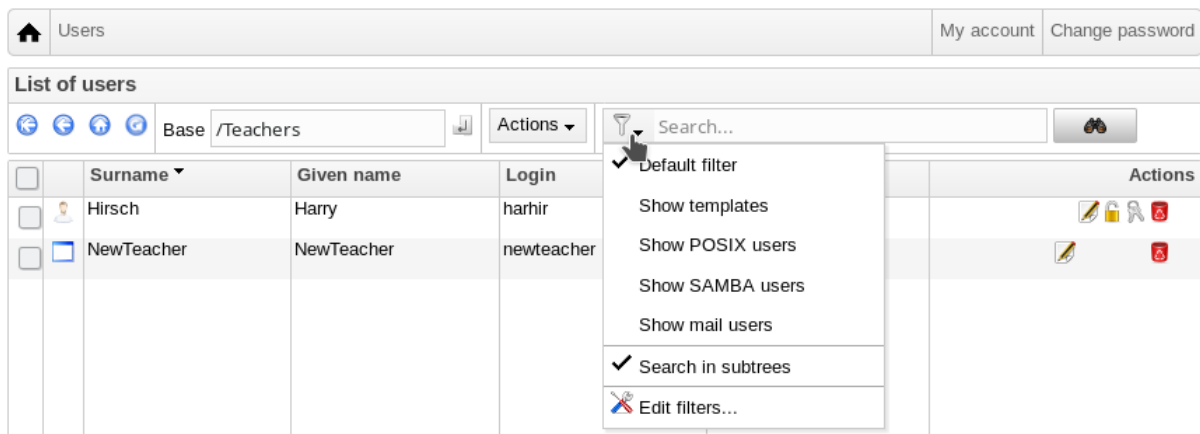 Users My account Change password
List of users
Base /Teachers Actions Search...
Surname Given name Login Actions
Default filter
Hirsch Harry harhir
Show templates
NewTeacher NewTeacher newteacher
Show POSIX users
Show SAMBA users
Show mail users
Search in subtrees
Edit filters...